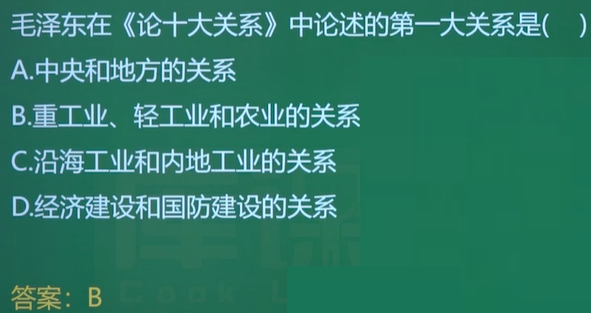 毛泽东在《论十大关系》中论述的第一大关系是(　)
A.中央和地方的关系
B.重工业、轻工业和农业的关系
C.沿海工业和内地工业的关系
D.经济建设和国防建设的关系
答案：B